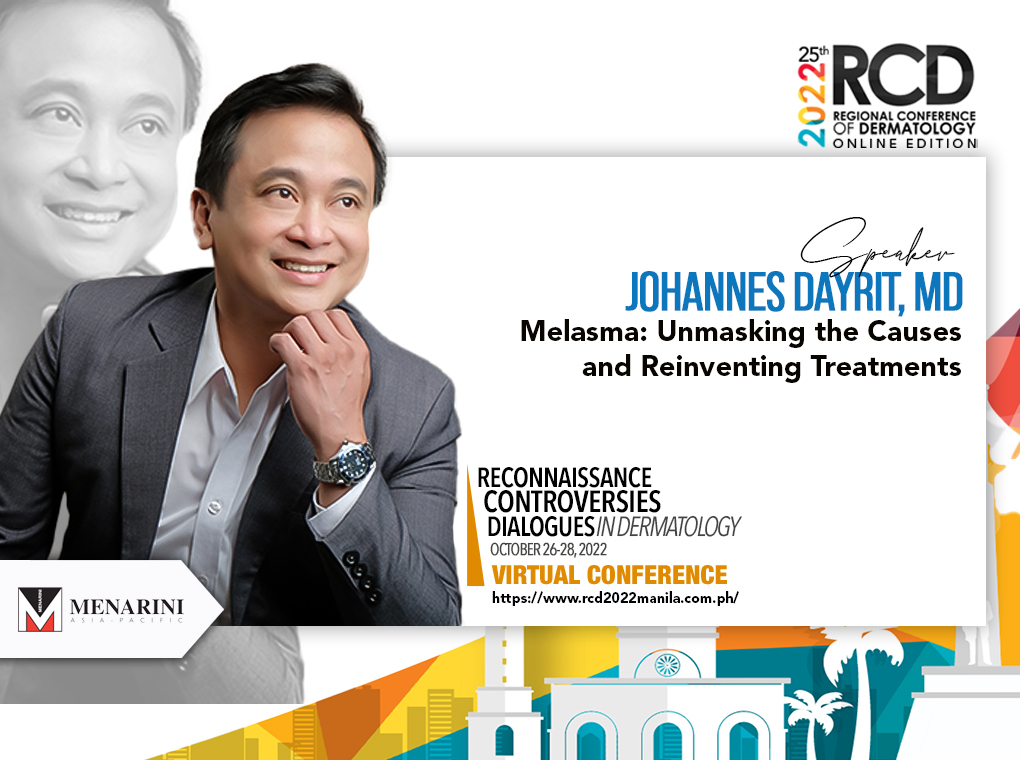 25th
2022
RCD
REGIONAL CONFERENCE
OF DERMATOLOGY
ONLINE EDITION
Speaker
JOHANNES DAYRIT, MD
Melasma: Unmasking the Causes
and Reinventing Treatments
RECONNAISSANCE
CONTROVERSIES
DIALOGUES IN DERMATOLOGY
OCTOBER 26-28, 2022
VIRTUAL CONFERENCE
https://www.rcd2022manila.com.ph/
MENARINI
MENARINI
ASIA-PACIFIC